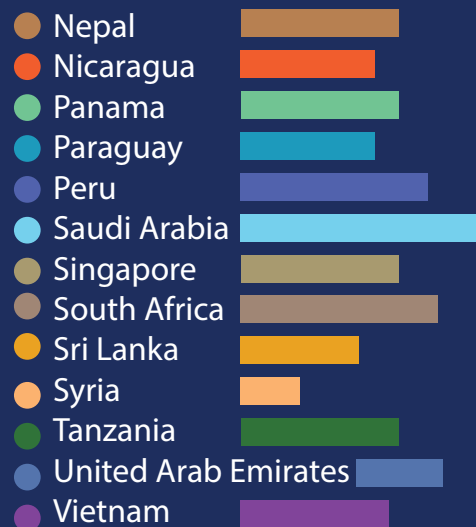 Nepal
Nicaragua
Panama
Paraguay
Peru
Saudi Arabia
Singapore
South Africa
Sri Lanka
Syria
Tanzania
United Arab Emirates
Vietnam